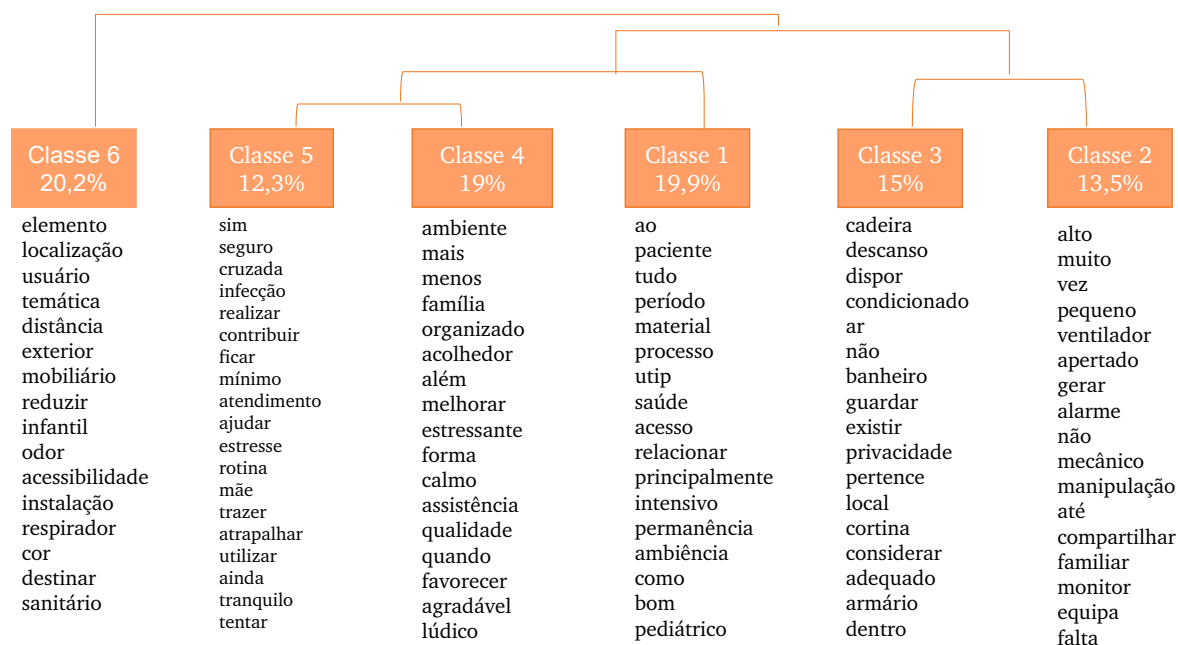 Classe 6
20,2%
elemento
localização
usuário
temática
distância
exterior
mobiliário
reduzir
infantil
odor
acessibilidade
instalação
respirador
cor
destinar
sanitário
Classe 5
12,3%
sim
seguro
cruzada
infecção
realizar
contribuir
ficar
mínimo
atendimento
ajudar
estresse
rotina
mãe
trazer
atrapalhar
utilizar
ainda
tranquilo
tentar
Classe 4
19%
ambiente
mais
menos
família
organizado
acolhedor
além
melhorar
estressante
forma
calmo
assistência
qualidade
quando
favorecer
agradável
lúdico
Classe 1
19,9%
ao
paciente
tudo
período
material
processo
utip
saúde
acesso
relacionar
principalmente
intensivo
permanência
ambiência
como
bom
pediátrico
Classe 3
15%
cadeira
descanso
dispor
condicionado
ar
não
banheiro
guardar
existir
privacidade
pertence
local
cortina
considerar
adequado
armário
dentro
Classe 2
13,5%
alto
muito
vez
pequeno
ventilador
apertado
gerar
alarme
não
mecânico
manipulação
até
compartilhar
familiar
monitor
equipa
falta